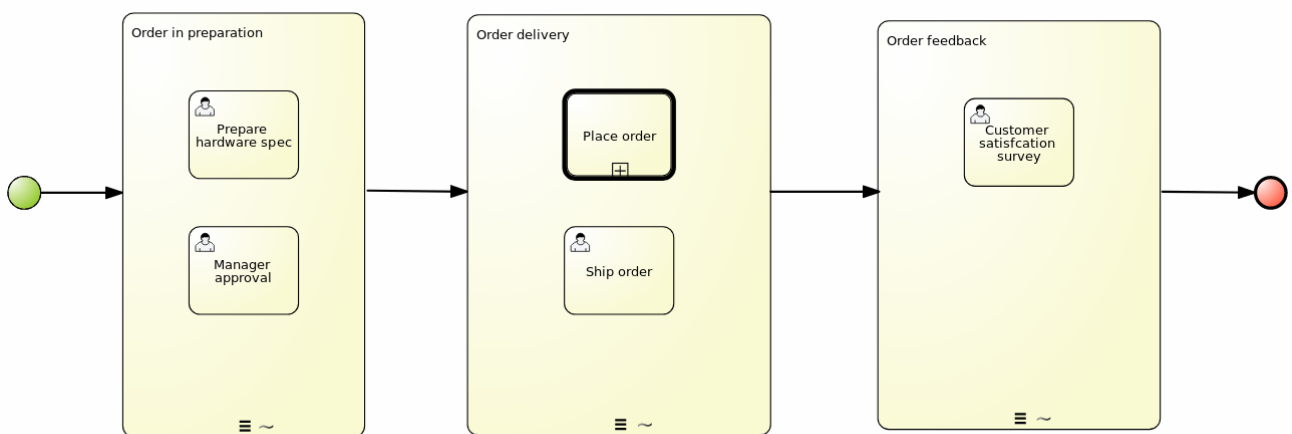 Order in preparation
Prepare
hardware spec
Manager
approval
Order delivery
Place order
Ship order
Order feedback
Customer
satisfcation
survey